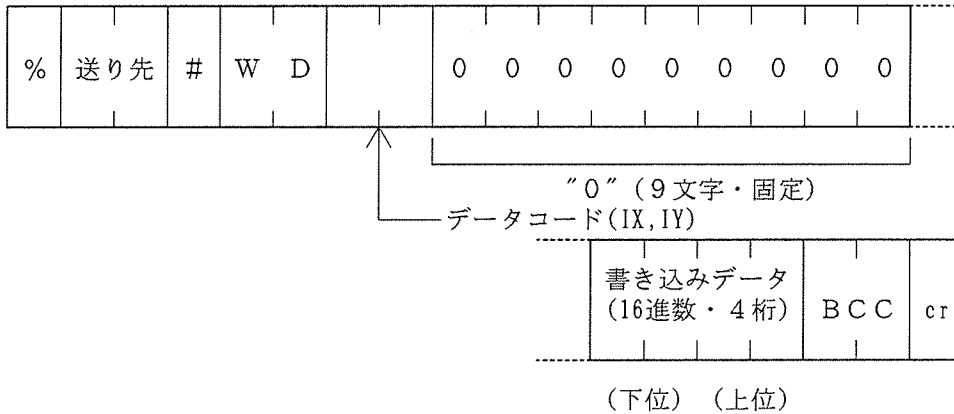 % 送り先 # W D 0 0 0 0 0 0 0 0 0
"0"(9文字・固定)
データコード(IX,IY)
書き込みデータ
(16進数・4桁) BCC cr
(下位) (上位)